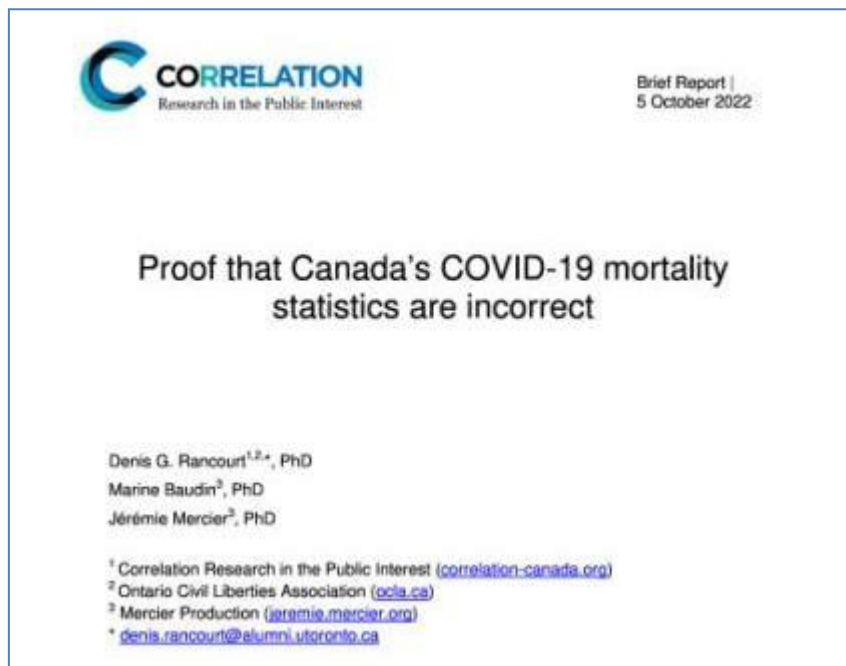 CORRELATION
Research in the Public Interest
Brief Report |
5 October 2022
Proof that Canada's COVID-19 mortality
statistics are incorrect
Denis G. Rancourt1,2,*, PhD
Marine Baudin3, PhD
Jérémie Mercier3, PhD
1 Correlation Research in the Public Interest (correlation-canada.org)
2 Ontario Civil Liberties Association (ocla.ca)
3 Mercier Production (jeremie.mercier.org)
* denis.rancourt@alumni.utoronto.ca